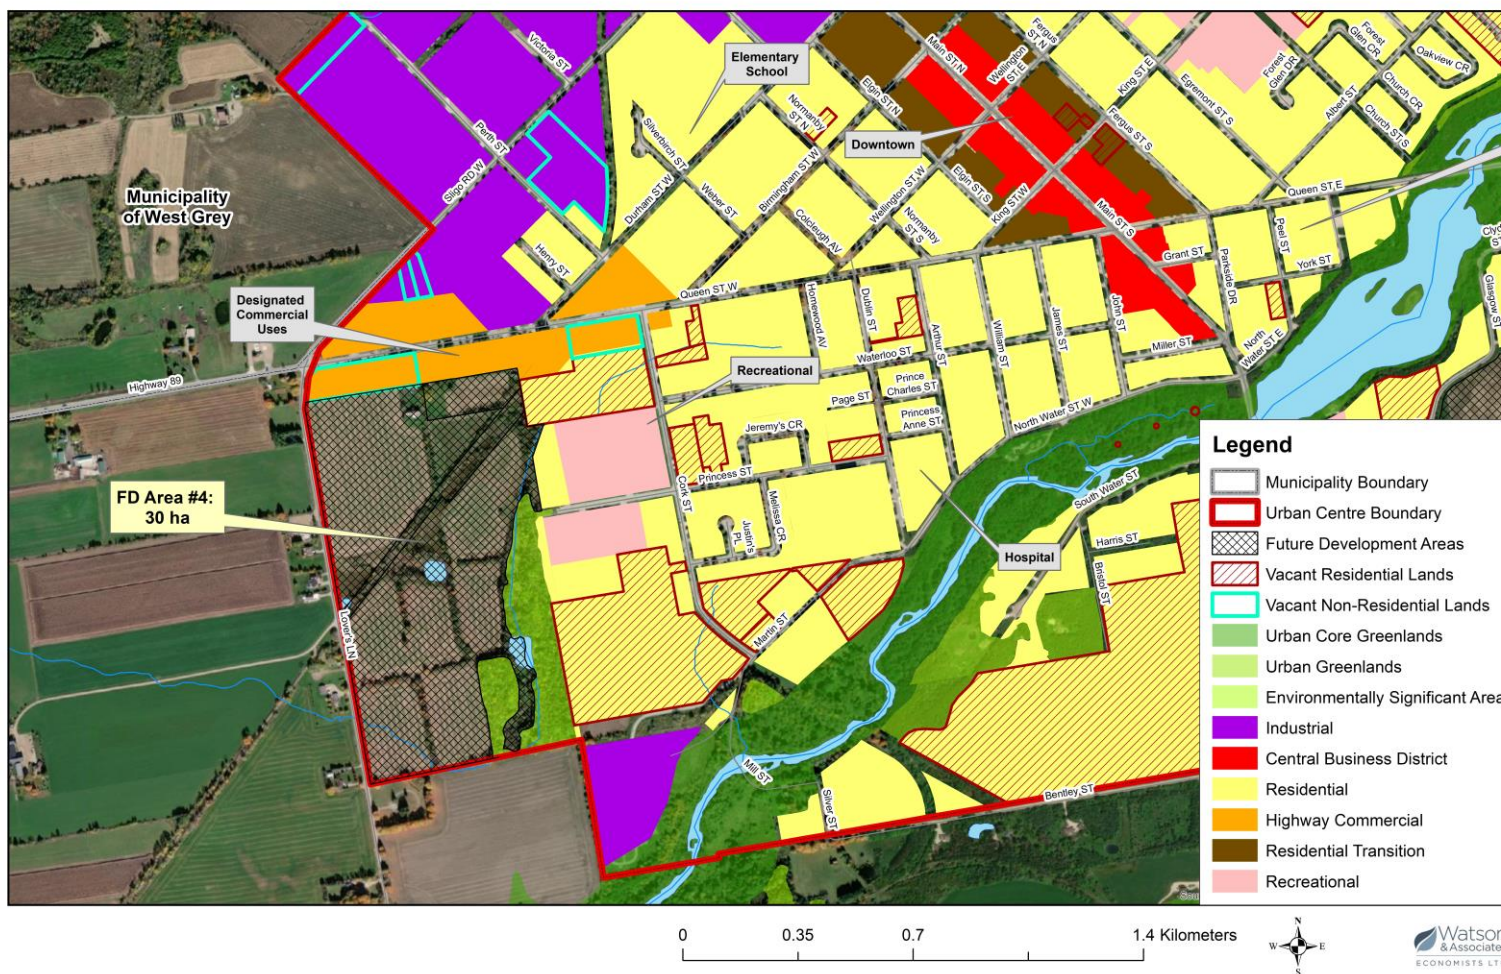 Victoria ST
Elementary
School
Main ST N
Wellington
ST E
Fergus
ST N
King ST E
Egremont ST S
Forest
Glen DR
Forest
Glen CR
Oakview CR
Church CR
Church ST S
Albert ST
Perth ST
Sligo RD W
Silverbirch ST
Normanby
ST N
Elgin ST N
Downtown
Fergus ST S
Municipality
of West Grey
Durham ST W
Weber ST
Birmingham ST W
Colcleugh AV
Wellington ST W
Normanby
ST S
Elgin ST S
King ST W
Main ST S
Queen ST E
Peel ST
York ST
Grant ST
Parkside DR
Glasgow ST
Henry ST
Designated
Commercial
Uses
Queen ST W
Homewood AV
Dublin ST
Arthur ST
William ST
James ST
John ST
Miller ST
North
Water ST E
Highway 89
Waterloo ST
Recreational
Prince
Charles ST
Page ST
Princess
Anne ST
North Water ST W
Jeremy's CR
Princess ST
Cork ST
Justin's
PL
Melissa CR
South Water ST
Harris ST
Bristol ST
Hospital
FD Area #4:
30 ha
Lover's LN
Martin ST
Mill ST
Silver ST
Bentley ST
Legend
Municipality Boundary
Urban Centre Boundary
Future Development Areas
Vacant Residential Lands
Vacant Non-Residential Lands
Urban Core Greenlands
Urban Greenlands
Environmentally Significant Area
Industrial
Central Business District
Residential
Highway Commercial
Residential Transition
Recreational
0 0.35 0.7 1.4 Kilometers
N
W E
S
Watson
& Associate
ECONOMISTS LT